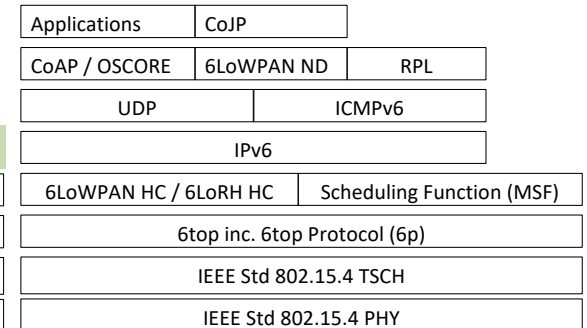 Applications CoJP
CoAP / OSCORE 6LoWPAN ND RPL
UDP ICMPv6
IPv6
6LoWPAN HC / 6LoRH HC Scheduling Function (MSF)
6top inc. 6top Protocol (6p)
IEEE Std 802.15.4 TSCH
IEEE Std 802.15.4 PHY